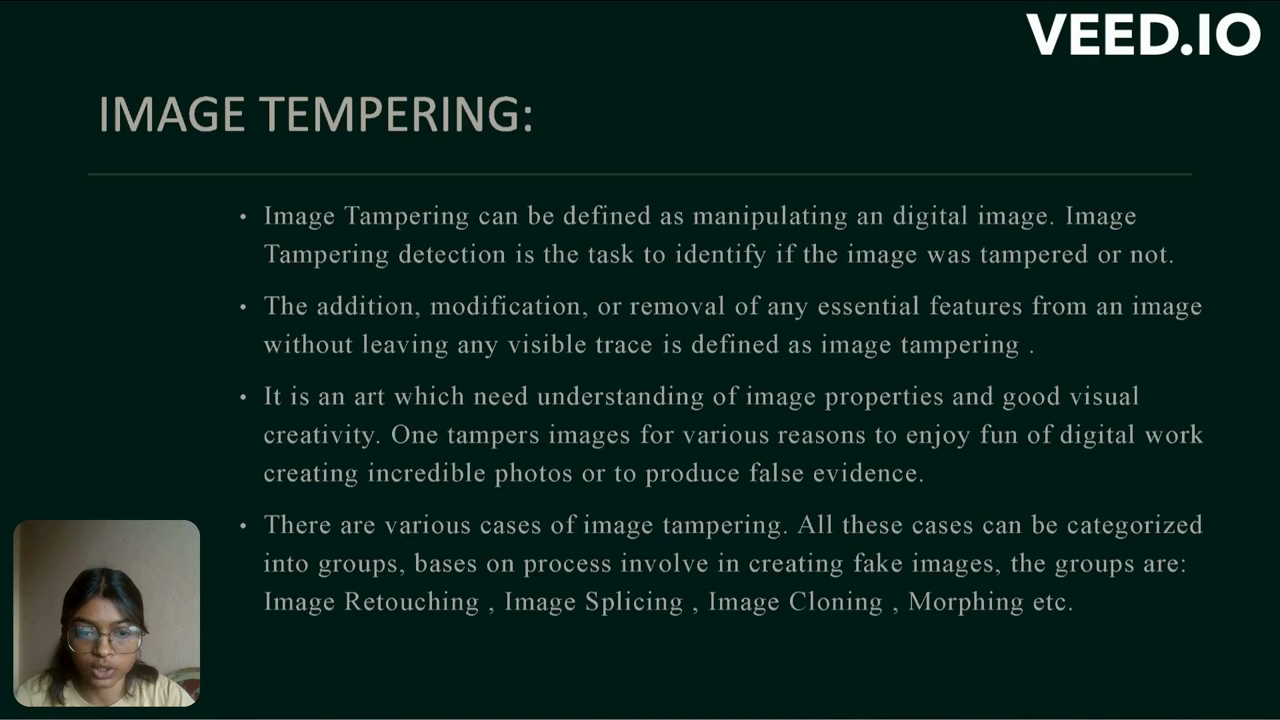 VEED.IO
IMAGE TEMPERING:
• Image Tampering can be defined as manipulating an digital image. Image
Tampering detection is the task to identify if the image was tampered or not.
• The addition, modification, or removal of any essential features from an image
without leaving any visible trace is defined as image tampering .
• It is an art which need understanding of image properties and good visual
creativity. One tampers images for various reasons to enjoy fun of digital work
creating incredible photos or to produce false evidence.
• There are various cases of image tampering. All these cases can be categorized
into groups, bases on process involve in creating fake images, the groups are:
Image Retouching , Image Splicing , Image Cloning , Morphing etc.